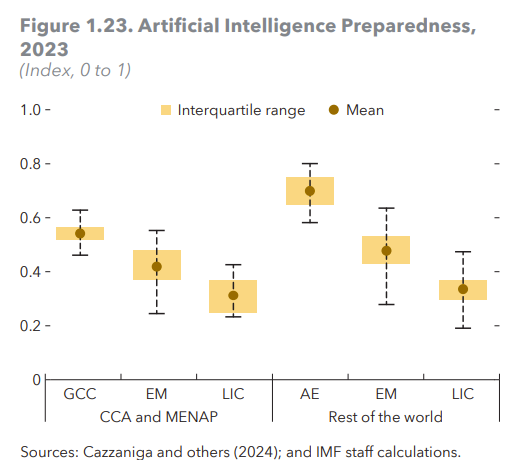 Figure 1.23. Artificial Intelligence Preparedness,
2023
(Index, 0 to 1)
1.0
Interquartile range Mean
0.8
0.6
0.4
0.2
0
GCC EM LIC AE EM LIC
CCA and MENAP Rest of the world
Sources: Cazzaniga and others (2024); and IMF staff calculations.